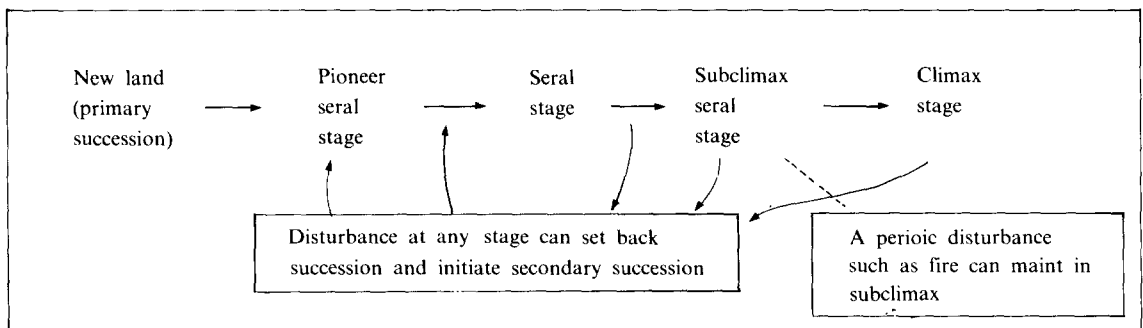 New land
(primary
succession)
Pioneer
seral
stage
Seral
stage
Subclimax
seral
stage
Climax
stage
Disturbance at any stage can set back
succession and initiate secondary succession
A perioic disturbance
such as fire can maint in
subclimax